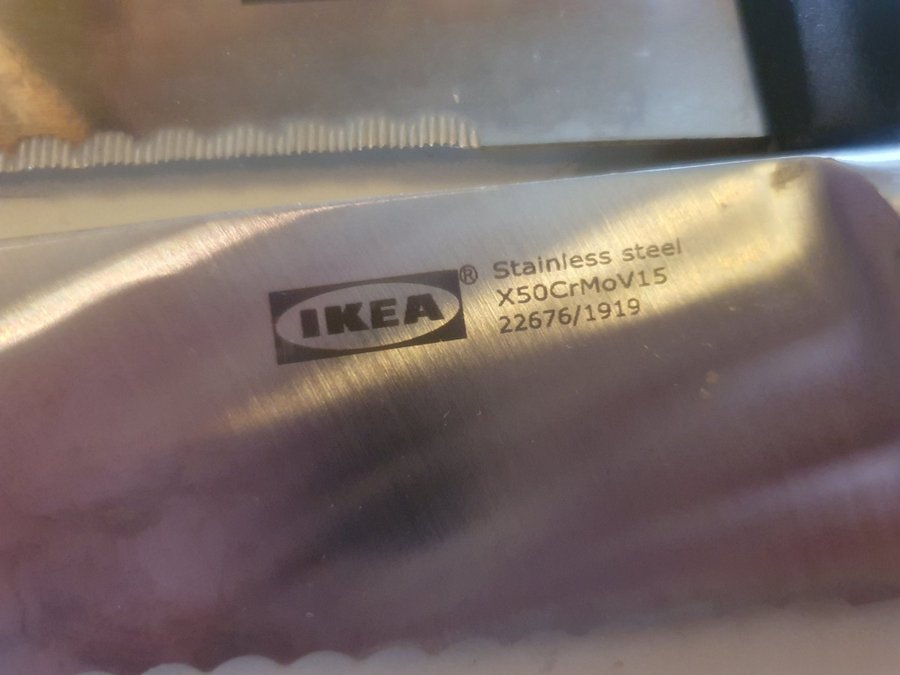 IKEA®
Stainless steel
X50CrMoV15
22676/1919